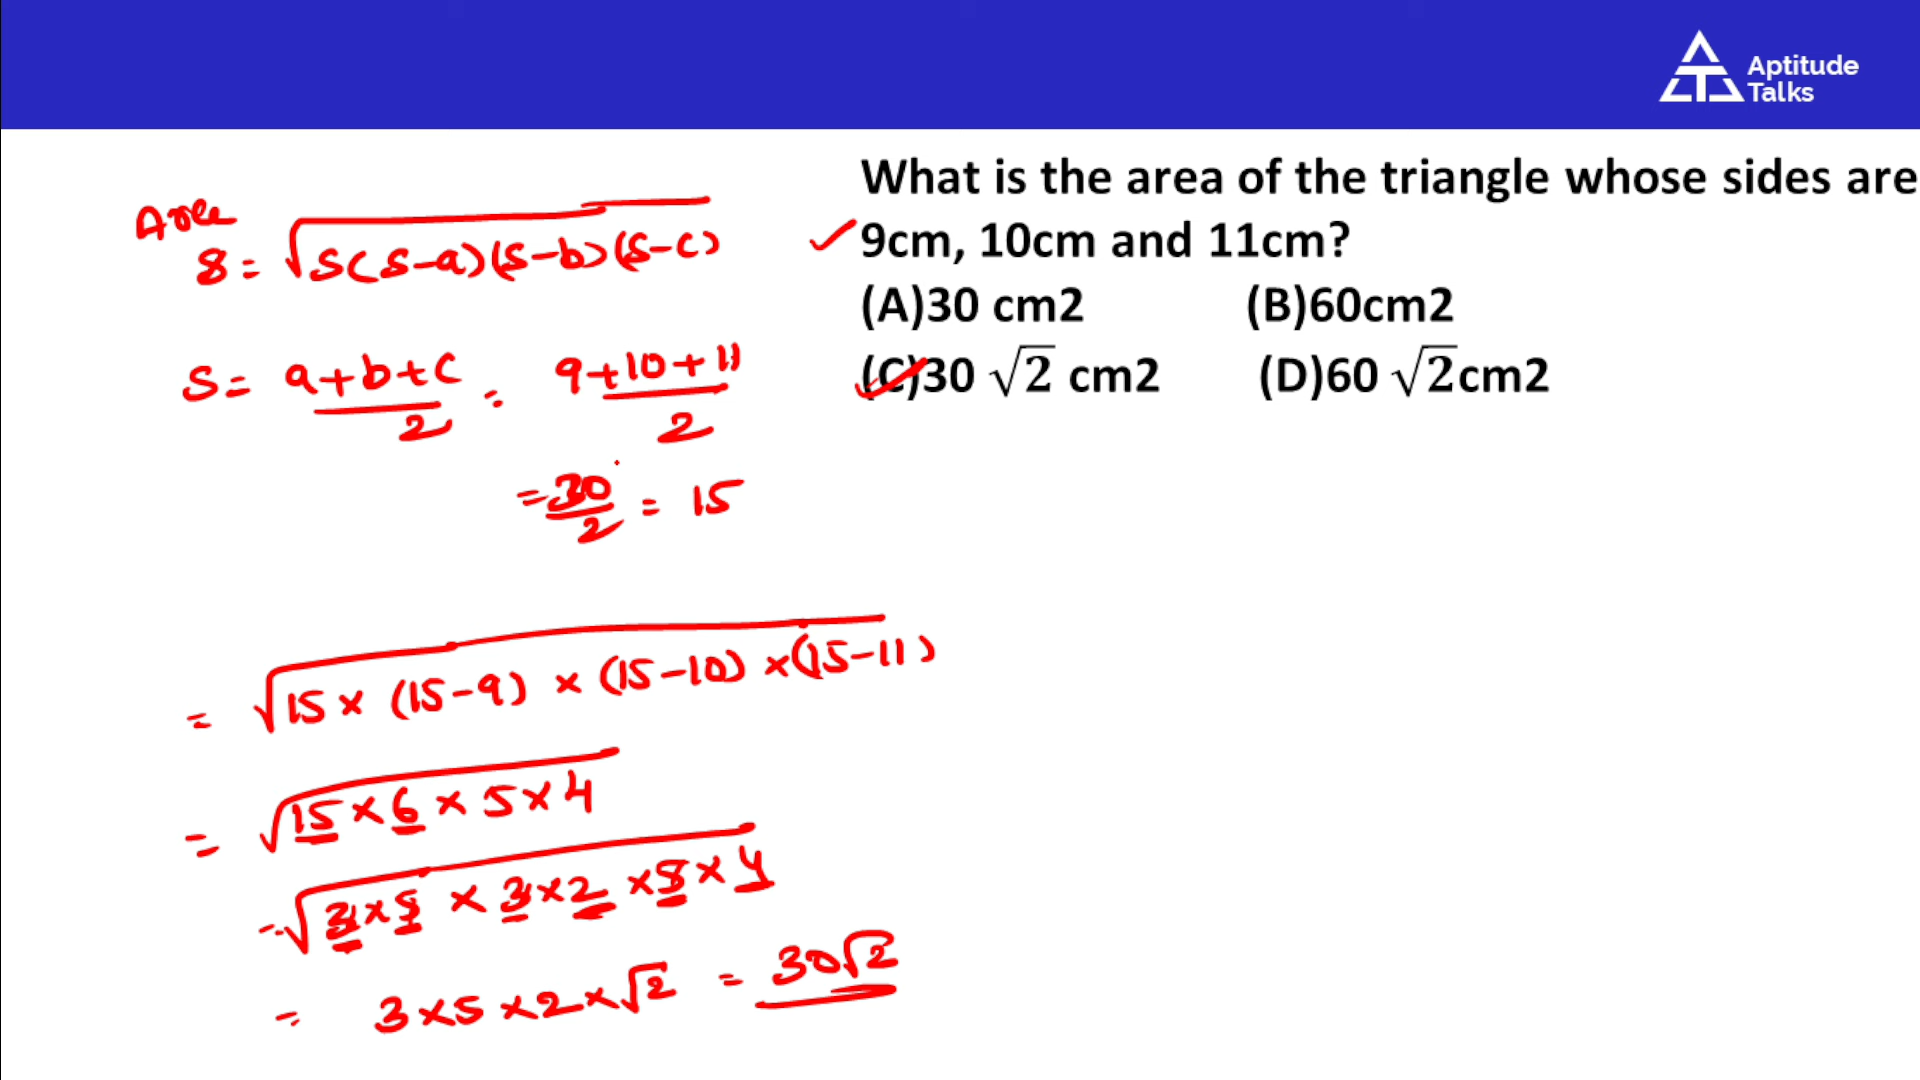 Aptitude
Talks
What is the area of the triangle whose sides are
9cm, 10cm and 11cm?
(A)30 cm2 (B)60cm2
(C)30 √2 cm2 (D)60 √2cm2
Area
S = √S(S-a)(S-b)(S-c)
S = a+b+c/2 = 9+10+11/2
= 30/2 = 15
= √15 × (15-9) × (15-10) × (15-11)
= √15 × 6 × 5 × 4
= √3 × 5 × 3 × 2 × 5 × 4
= 3 × 5 × 2 × √2 = 30√2